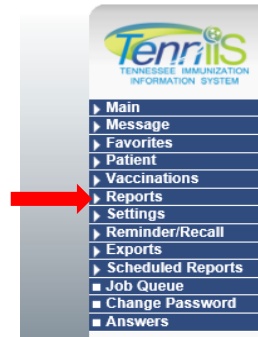 TennIIS
TENNESSEE IMMUNIZATION
INFORMATION SYSTEM
Main
Message
Favorites
Patient
Vaccinations
Reports
Settings
Reminder/Recall
Exports
Scheduled Reports
Job Queue
Change Password
Answers